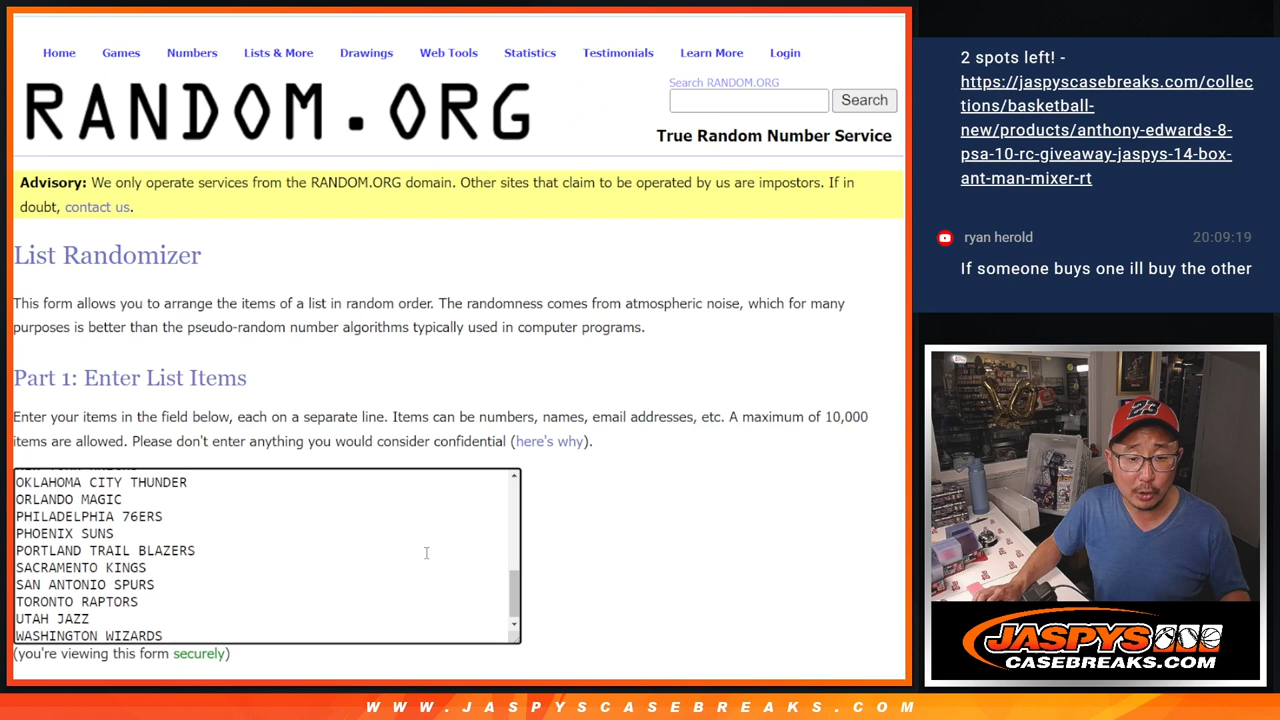 Home Games Numbers Lists & More Drawings Web Tools Statistics Testimonials Learn More Login
RANDOM.ORG
Search RANDOM.ORG
Search
True Random Number Service
Advisory: We only operate services from the RANDOM.ORG domain. Other sites that claim to be operated by us are impostors. If in
doubt, contact us.
List Randomizer
This form allows you to arrange the items of a list in random order. The randomness comes from atmospheric noise, which for many
purposes is better than the pseudo-random number algorithms typically used in computer programs.
Part 1: Enter List Items
Enter your items in the field below, each on a separate line. Items can be numbers, names, email addresses, etc. A maximum of 10,000
items are allowed. Please don't enter anything you would consider confidential (here's why).
OKLAHOMA CITY THUNDER
ORLANDO MAGIC
PHILADELPHIA 76ERS
PHOENIX SUNS
PORTLAND TRAIL BLAZERS
SACRAMENTO KINGS
SAN ANTONIO SPURS
TORONTO RAPTORS
UTAH JAZZ
WASHINGTON WIZARDS
(you're viewing this form securely)
2 spots left! -
https://jaspyscasebreaks.com/collec
tions/basketball-
new/products/anthony-edwards-8-
psa-10-rc-giveaway-jaspys-14-box-
ant-man-mixer-rt
ryan herold 20:09:19
If someone buys one ill buy the other
23
JASPYS
CASEBREAKS.COM
WWW.JASPYSCASEBREAKS.COM